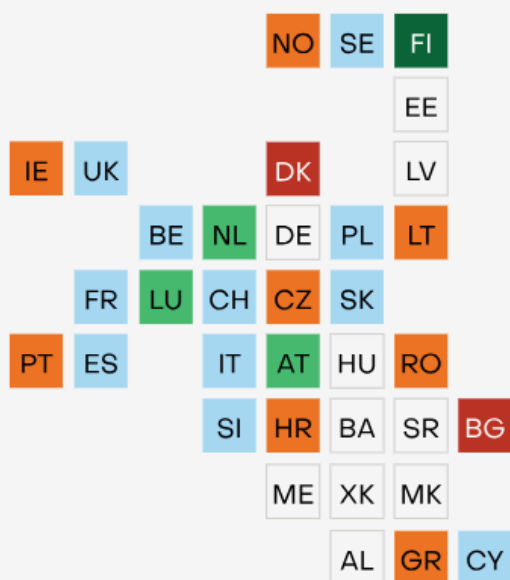 NO SE FI
EE
IE UK DK LV
BE NL DE PL LT
FR LU CH CZ SK
PT ES IT AT HU RO
SI HR BA SR BG
ME XK MK
AL GR CY